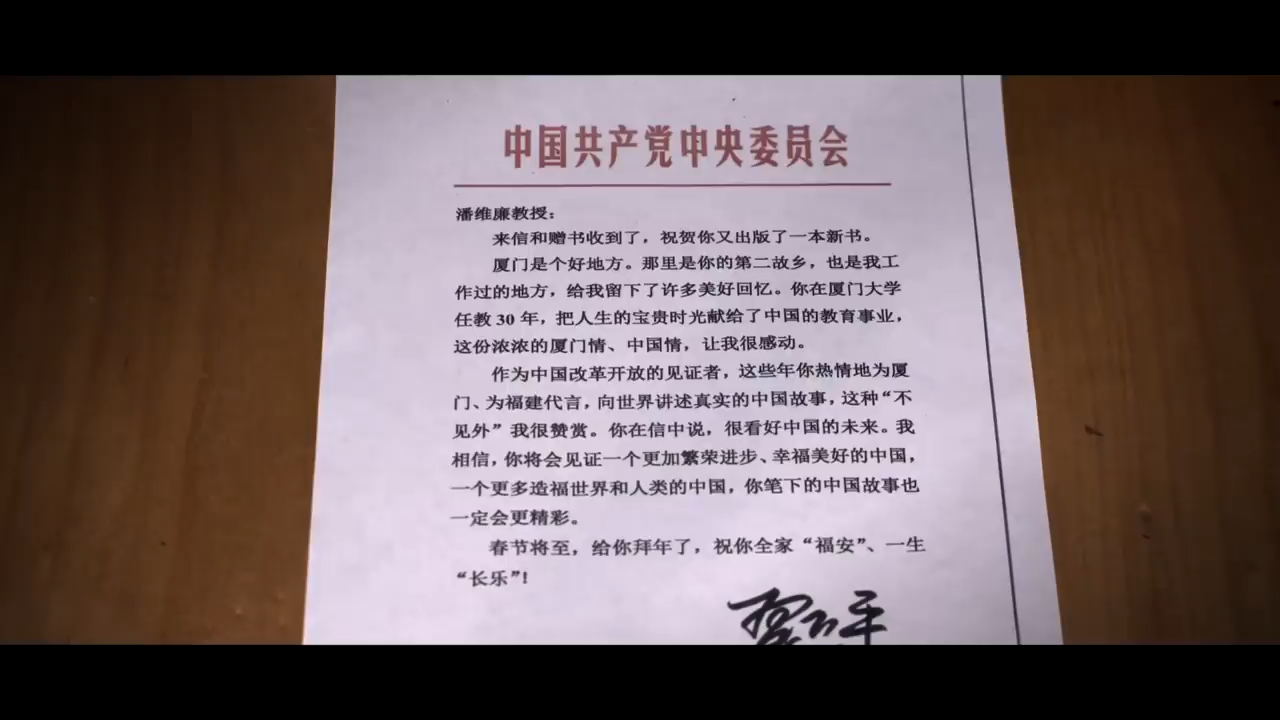 中国共产党中央委员会
潘维廉教授：
来信和赠书收到了，祝贺你又出版了一本新书。
厦门是个好地方。那里是你的第二故乡，也是我工
作过的地方，给我留下了许多美好回忆。你在厦门大学
任教30年，把人生的宝贵时光献给了中国的教育事业，
这份浓浓的厦门情、中国情，让我很感动。
作为中国改革开放的见证者，这些年你热情地为厦
门、为福建代言，向世界讲述真实的中国故事，这种“不
见外”我很赞赏。你在信中说，很看好中国的未来。我
相信，你将会见证一个更加繁荣进步、幸福美好的中国，
一个更多造福世界和人类的中国，你笔下的中国故事也
一定会更精彩。
春节将至，给你拜年了，祝你全家“福安”、一生
“长乐”！